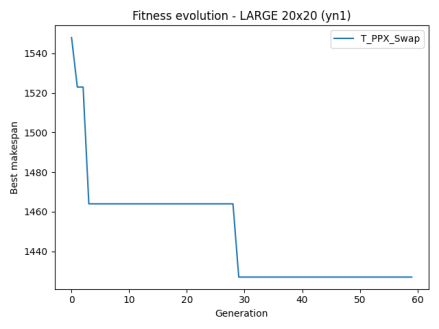 Fitness evolution - LARGE 20x20 (yn1)
T_PPX_Swap
Best makespan
1540
1520
1500
1480
1460
1440
0 10 20 30 40 50 60
Generation